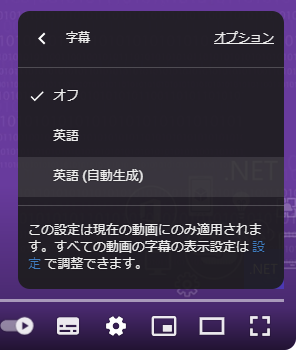 字幕 オプション
オフ
英語
英語 (自動生成)
この設定は現在の動画にのみ適用されま
す。すべての動画の字幕の表示設定は 設
定 で調整できます。
.NET
.NET